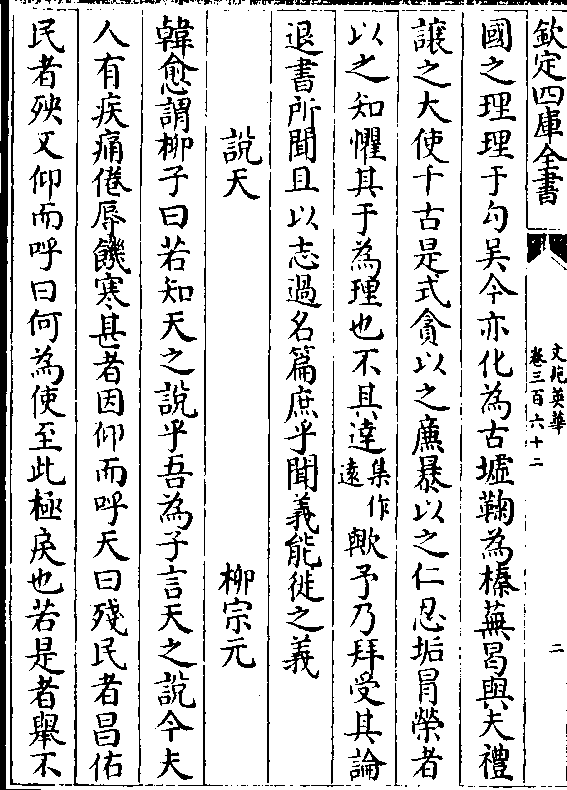 欽定四庫全書
文苑英華
卷三百六十二
二
國之理理于勾吳今亦化為古墟鞠為榛蕪曷與夫禮
讓之大使千古是式貪以之廉暴以之仁忍垢冐榮者
以之知懼其于為理也不其達集作遠歟予乃拜受其論
退書所聞且以志過名篇庶乎聞義能徙之義
說天
柳宗元
韓愈謂柳子曰若知天之說乎吾為子言天之說今夫
人有疾痛倦辱饑寒甚者因仰而呼天曰殘民者昌佑
民者殃又仰而呼曰何為使至此極戾也若是者舉不